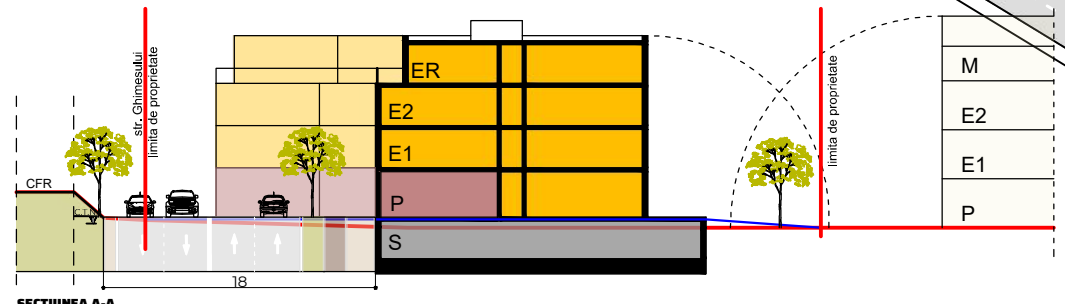 str. Ghimesului
limita de proprietate
limita de proprietate
ER
E2
E1
P
S
M
E2
E1
P
CFR
18
SECTIUNEA A-A